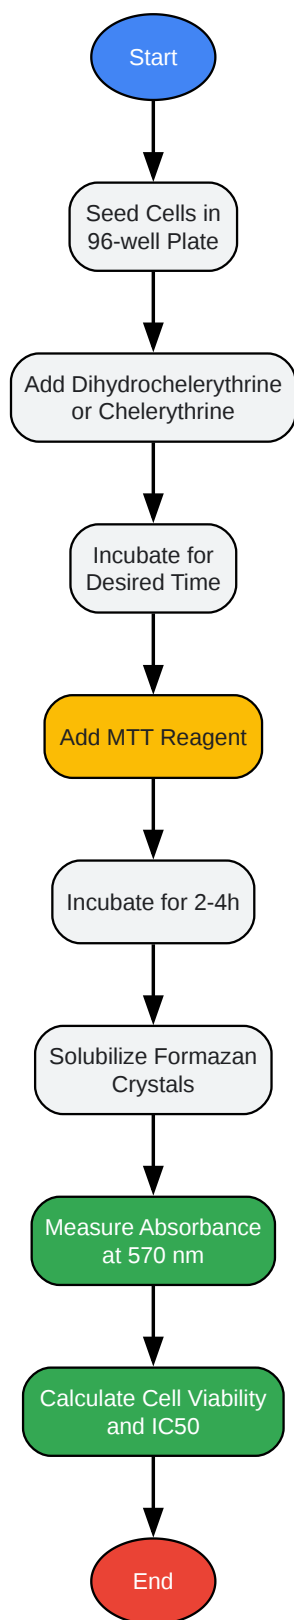 Start
Seed Cells in
96-well Plate
Add Dihydrochelerythrine
or Chelerythrine
Incubate for
Desired Time
Add MTT Reagent
Incubate for 2-4h
Solubilize Formazan
Crystals
Measure Absorbance
at 570 nm
Calculate Cell Viability
and IC50
End